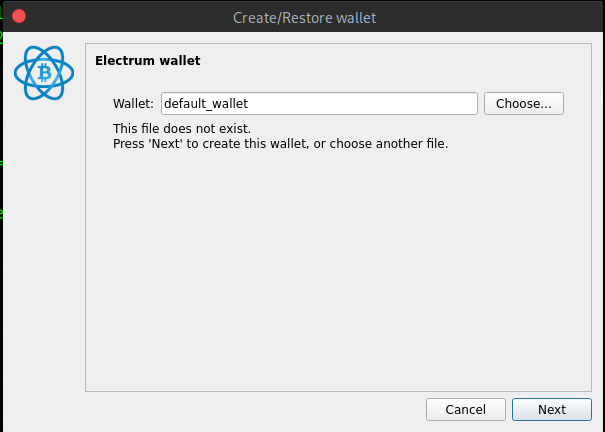 Create/Restore wallet
Electrum wallet
Wallet: default_wallet Choose...
This file does not exist.
Press 'Next' to create this wallet, or choose another file.
Cancel Next